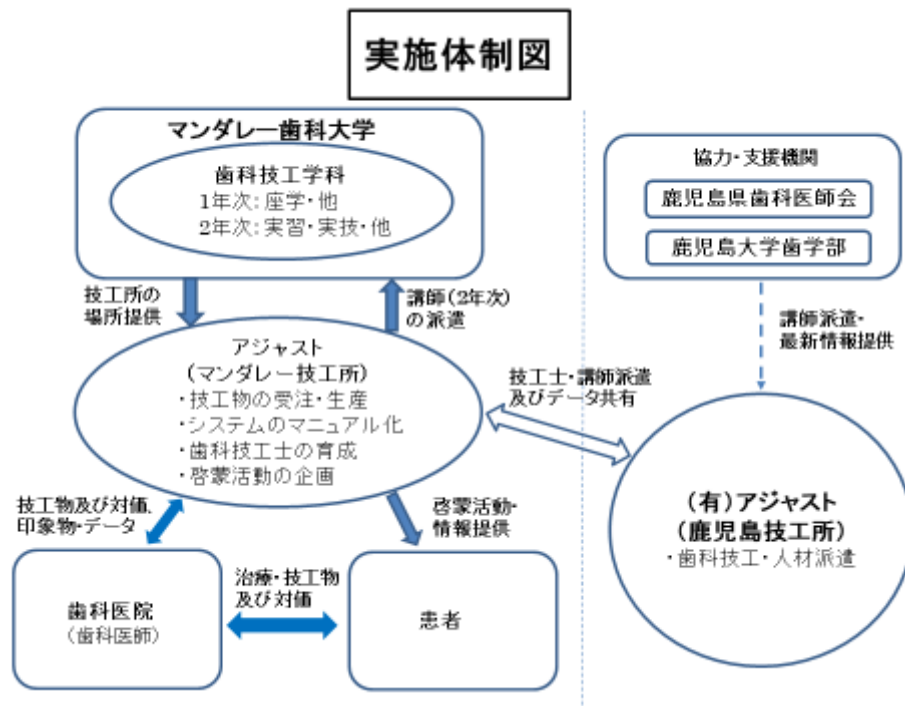 実施体制図
マンダレー歯科大学
歯科技工学科
1年次：座学・他
2年次：実習・実技・他
技工所の
場所提供
講師（2年次）
の派遣
アジャスト
（マンダレー技工所）
・技工物の受注・生産
・システムのマニュアル化
・歯科技工士の育成
・啓蒙活動の企画
技工物及び対価、
印象物・データ
啓蒙活動・
情報提供
歯科医院
（歯科医師）
治療・技工物
及び対価
患者
技工士・講師派遣
及びデータ共有
協力・支援機関
鹿児島県歯科医師会
鹿児島大学歯学部
講師派遣・
最新情報提供
（有）アジャスト
（鹿児島技工所）
・歯科技工・人材派遣